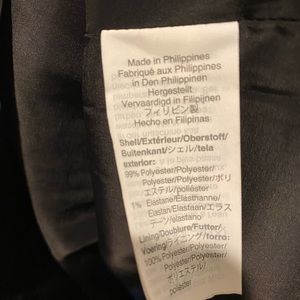 Made in Philippines
Fabriqué aux Philippines
In Den Philippinen
Hergestellt
Vervaardigd in Filipijnen
フィリピン製
Hecho en Filipinas
Shell/Extérieur/Oberstoff/
Buitenkant/シェル/tela
exterior:
99% Polyester/Polyester/
Polyester/Polyester/ポリ
エステル/poliéster
1% Elastane/Élasthanne/
Elastan/Elastaan/エラス
テーン/elastano
Lining/Doublure/Futter/
Voering/ライニング/forro:
100% Polyester/Polyester/
Polyester/Polyester/
ポリエステル/
poliéster